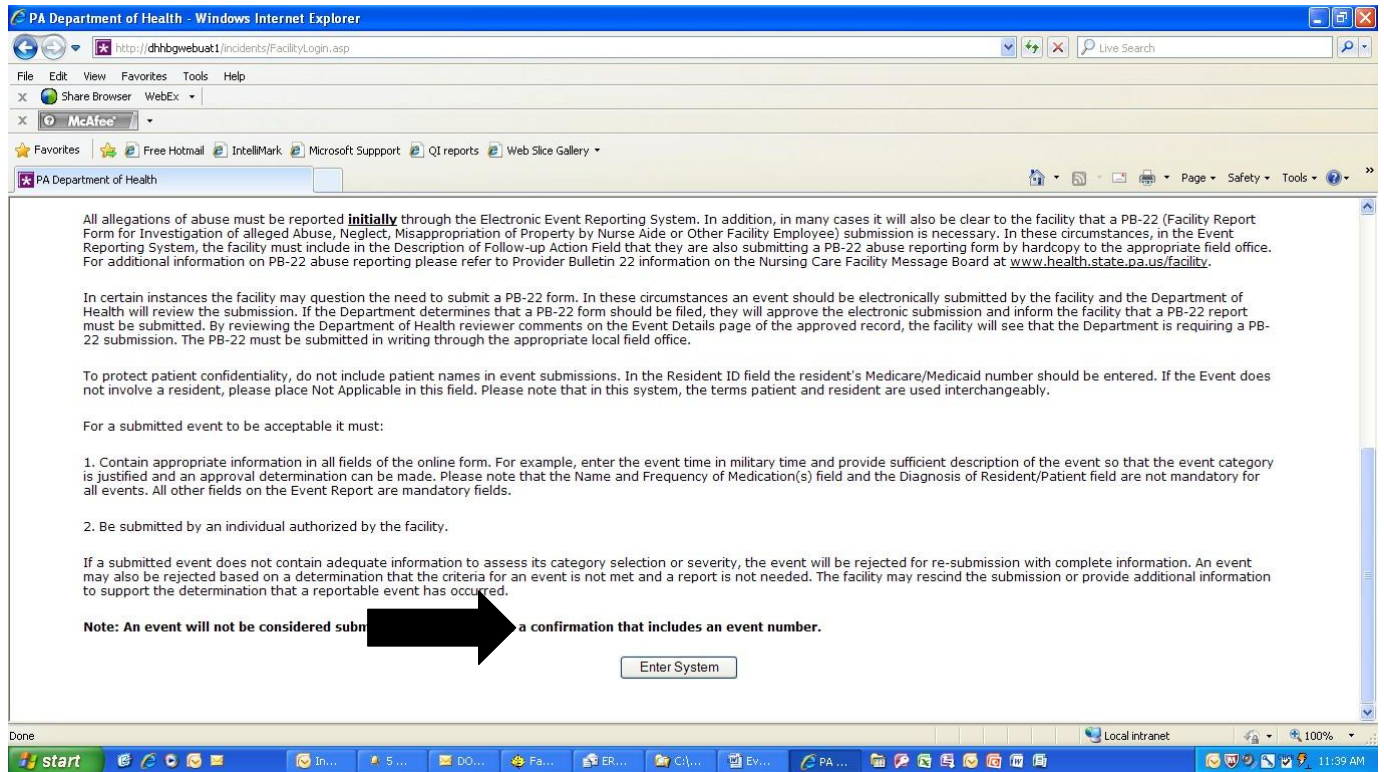 PA Department of Health - Windows Internet Explorer
http://dhhbgwebuat1/incidents/FacilityLogin.asp
Live Search
File Edit View Favorites Tools Help
x Share Browser WebEx
x McAfee
Favorites Free Hotmail IntelliMark Microsoft Suppport QI reports Web Slice Gallery
PA Department of Health
Page Safety Tools
All allegations of abuse must be reported initially through the Electronic Event Reporting System. In addition, in many cases it will also be clear to the facility that a PB-22 (Facility Report
Form for Investigation of alleged Abuse, Neglect, Misappropriation of Property by Nurse Aide or Other Facility Employee) submission is necessary. In these circumstances, in the Event
Reporting System, the facility must include in the Description of Follow-up Action Field that they are also submitting a PB-22 abuse reporting form by hardcopy to the appropriate field office.
For additional information on PB-22 abuse reporting please refer to Provider Bulletin 22 information on the Nursing Care Facility Message Board at www.health.state.pa.us/facility.
In certain instances the facility may question the need to submit a PB-22 form. In these circumstances an event should be electronically submitted by the facility and the Department of
Health will review the submission. If the Department determines that a PB-22 form should be filed, they will approve the electronic submission and inform the facility that a PB-22 report
must be submitted. By reviewing the Department of Health reviewer comments on the Event Details page of the approved record, the facility will see that the Department is requiring a PB-
22 submission. The PB-22 must be submitted in writing through the appropriate local field office.
To protect patient confidentiality, do not include patient names in event submissions. In the Resident ID field the resident's Medicare/Medicaid number should be entered. If the Event does
not involve a resident, please place Not Applicable in this field. Please note that in this system, the terms patient and resident are used interchangeably.
For a submitted event to be acceptable it must:
1. Contain appropriate information in all fields of the online form. For example, enter the event time in military time and provide sufficient description of the event so that the event category
is justified and an approval determination can be made. Please note that the Name and Frequency of Medication(s) field and the Diagnosis of Resident/Patient field are not mandatory for
all events. All other fields on the Event Report are mandatory fields.
2. Be submitted by an individual authorized by the facility.
If a submitted event does not contain adequate information to assess its category selection or severity, the event will be rejected for re-submission with complete information. An event
may also be rejected based on a determination that the criteria for an event is not met and a report is not needed. The facility may rescind the submission or provide additional information
to support the determination that a reportable event has occurred.
Note: An event will not be considered a confirmation that includes an event number.
Enter System
Done Local intranet 100%
start In... 5 ... DO... Fa... ER... C:\... Ev... PA ... 11:39 AM